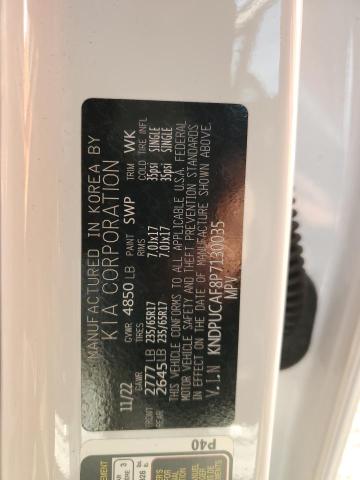 MANUFACTURED IN KOREA BY
KIA CORPORATION
11/22 GVWR 4850 LB PAINT SWP TRIM WK
RIMS COLD TIRE INFL
FRONT 2777 LB 235/65R17 7.0Jx17 35psi SINGLE
REAR 2645 LB 235/65R17 7.0Jx17 35psi SINGLE
THIS VEHICLE CONFORMS TO ALL APPLICABLE U.S.A. FEDERAL
MOTOR VEHICLE SAFETY AND THEFT PREVENTION STANDARDS
IN EFFECT ON THE DATE OF MANUFACTURE SHOWN ABOVE.
V.I.N KNDPUCAF8P7130035
MPV
P40